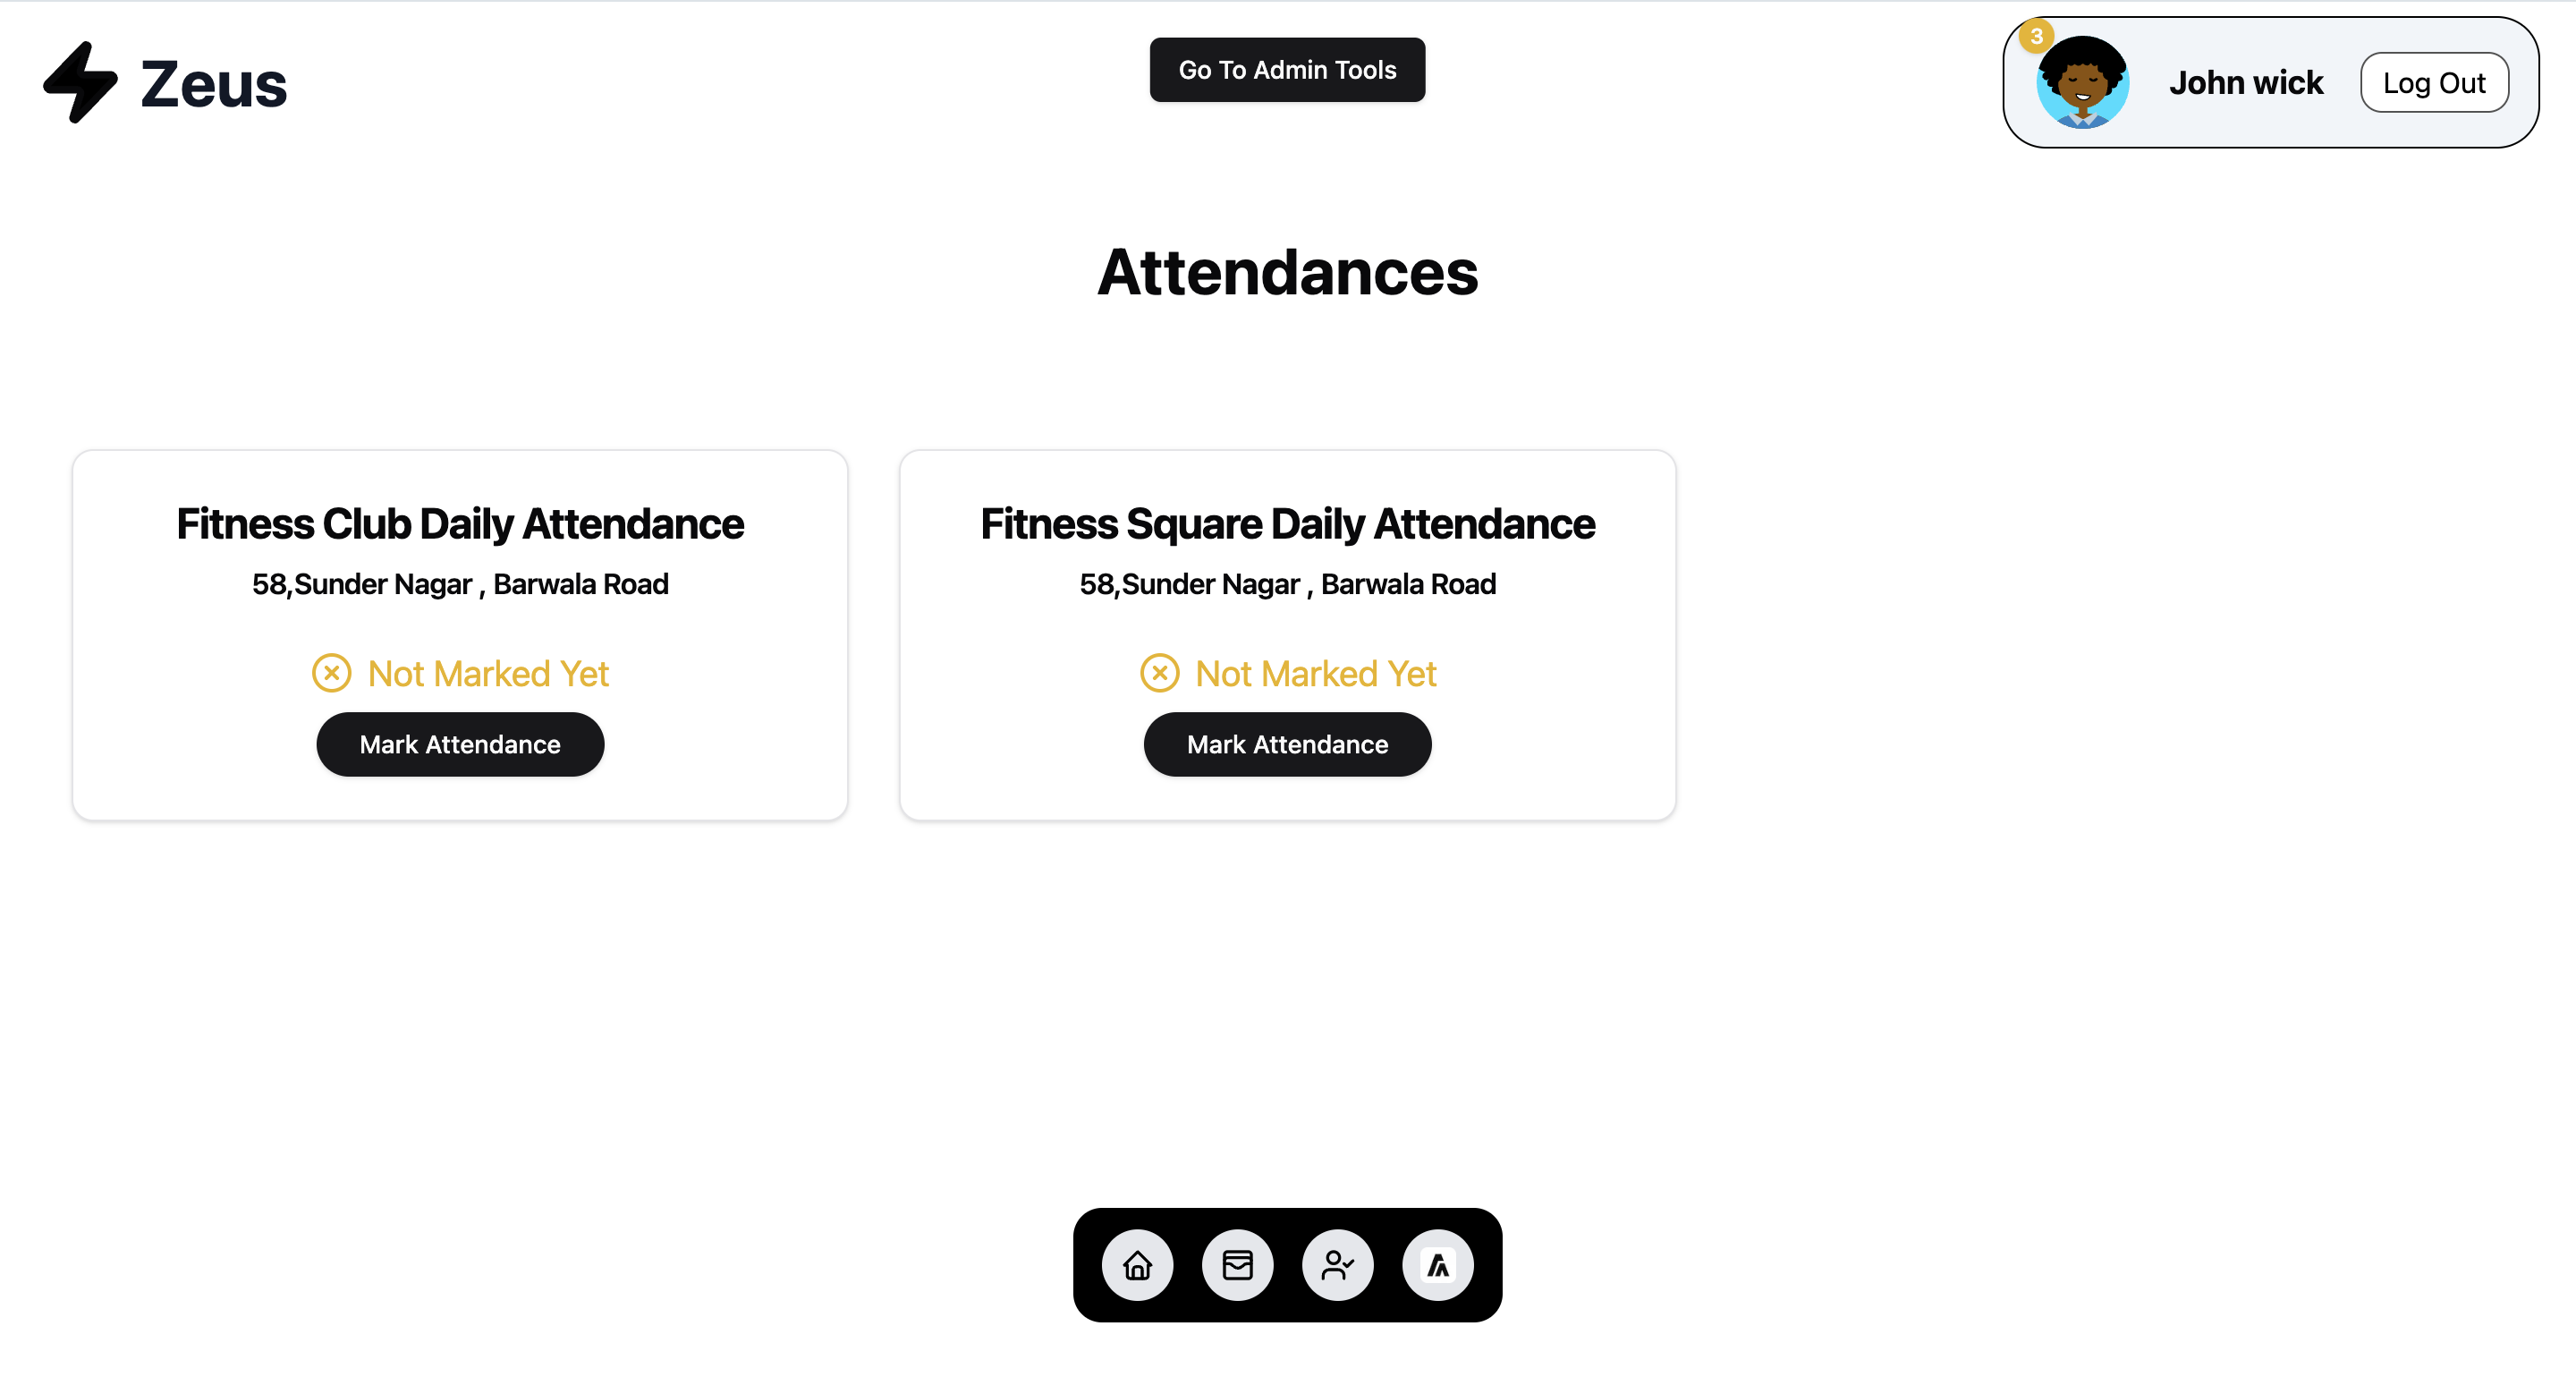 Zeus
Go To Admin Tools
3
John wick
Log Out
Attendances
Fitness Club Daily Attendance
58,Sunder Nagar , Barwala Road
Not Marked Yet
Mark Attendance
Fitness Square Daily Attendance
58,Sunder Nagar , Barwala Road
Not Marked Yet
Mark Attendance